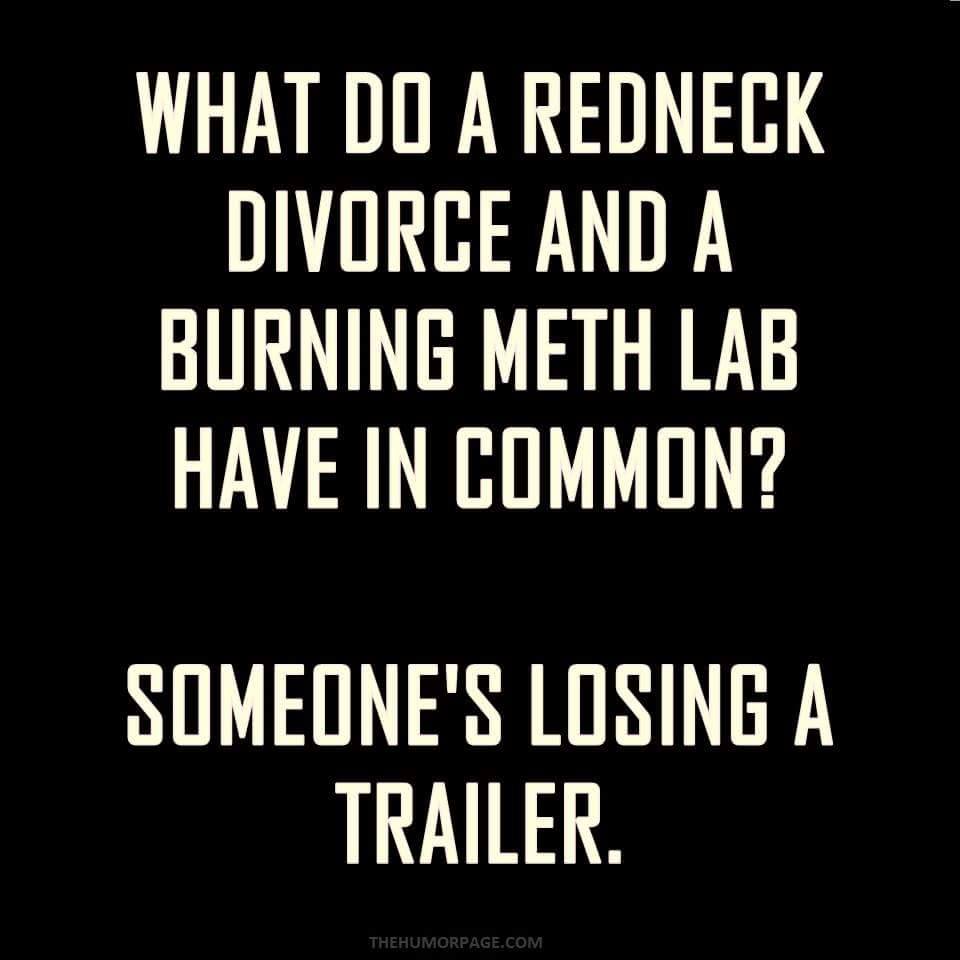 WHAT DO A REDNECK
DIVORCE AND A
BURNING METH LAB
HAVE IN COMMON?
SOMEONE'S LOSING A
TRAILER.
THEHUMORPAGE.COM